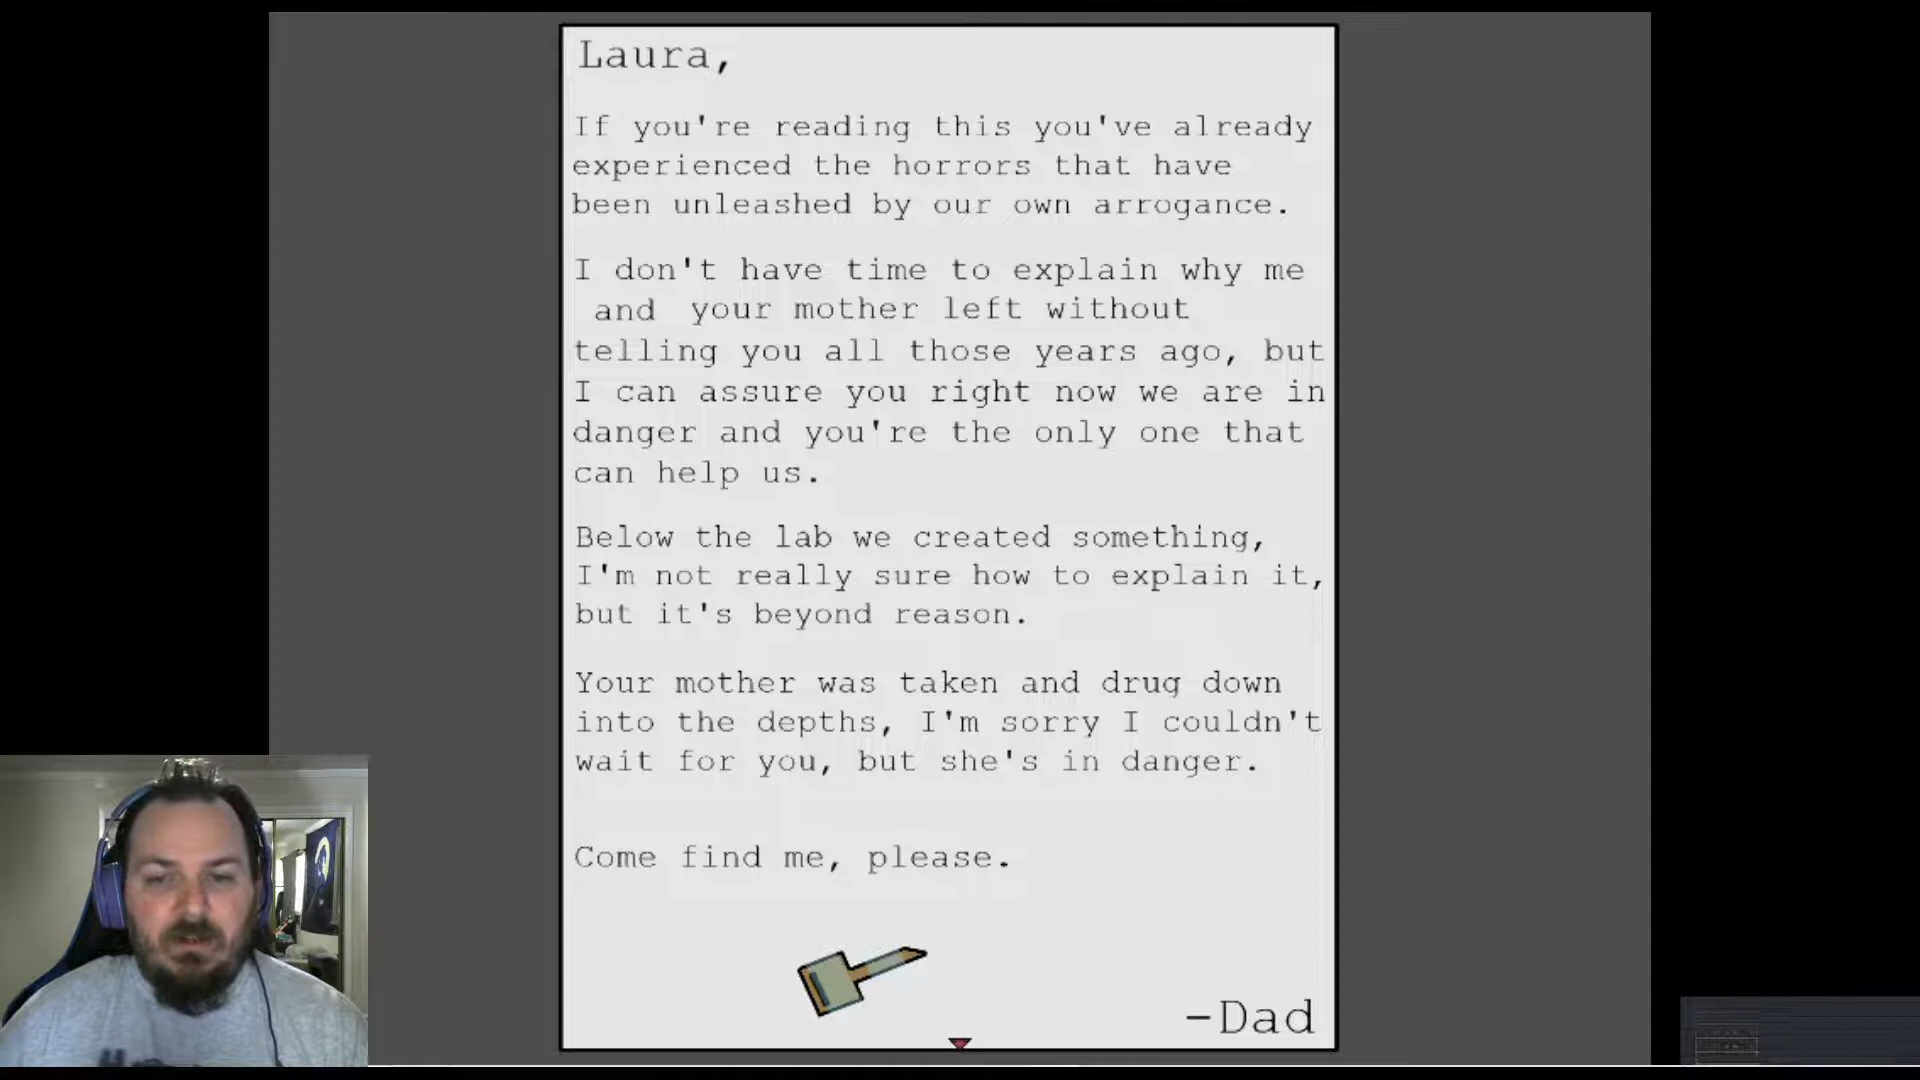 Laura,
If you're reading this you've already
experienced the horrors that have
been unleashed by our own arrogance.
I don't have time to explain why me
and your mother left without
telling you all those years ago, but
I can assure you right now we are in
danger and you're the only one that
can help us.
Below the lab we created something,
I'm not really sure how to explain it,
but it's beyond reason.
Your mother was taken and drug down
into the depths, I'm sorry I couldn't
wait for you, but she's in danger.
Come find me, please.
-Dad